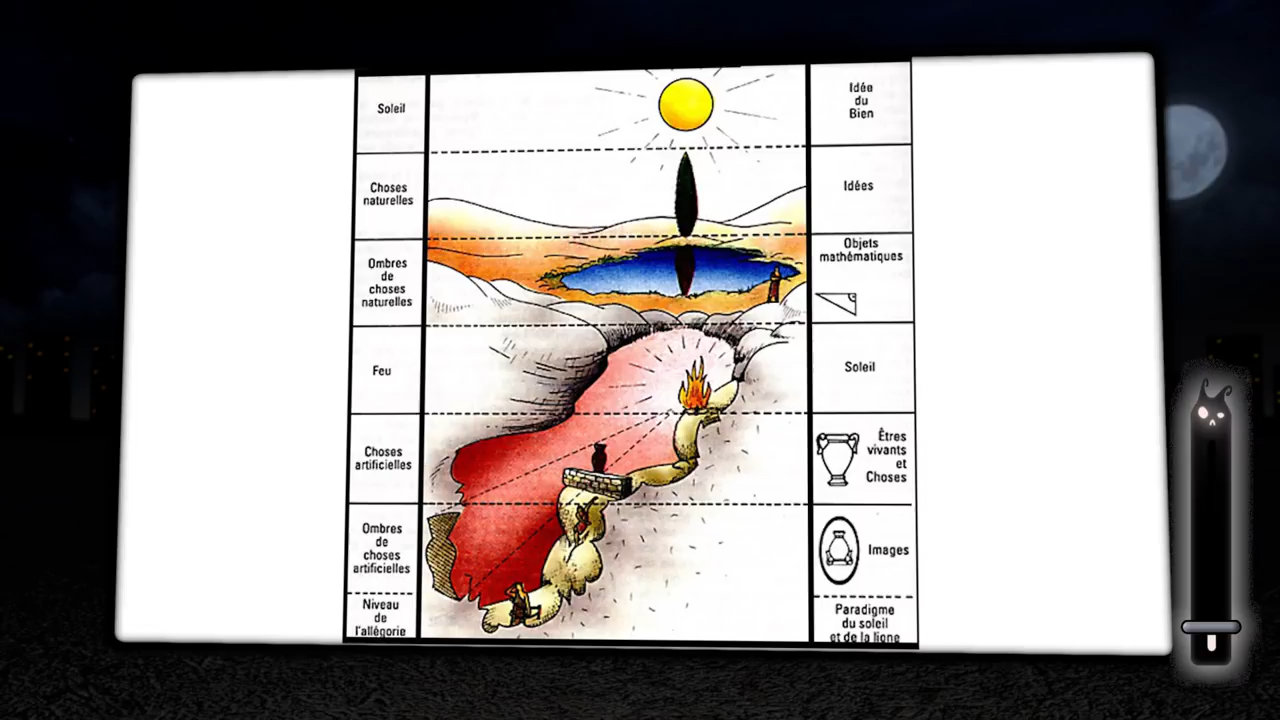 Soleil
Idée
du
Bien
Choses
naturelles
Idées
Ombres
de
choses
naturelles
Objets
mathématiques
Feu
Soleil
Choses
artificielles
Êtres
vivants
et
Choses
Ombres
de
choses
artificielles
Images
Niveau
de
l'allégorie
Paradigme
du soleil
et de la ligne